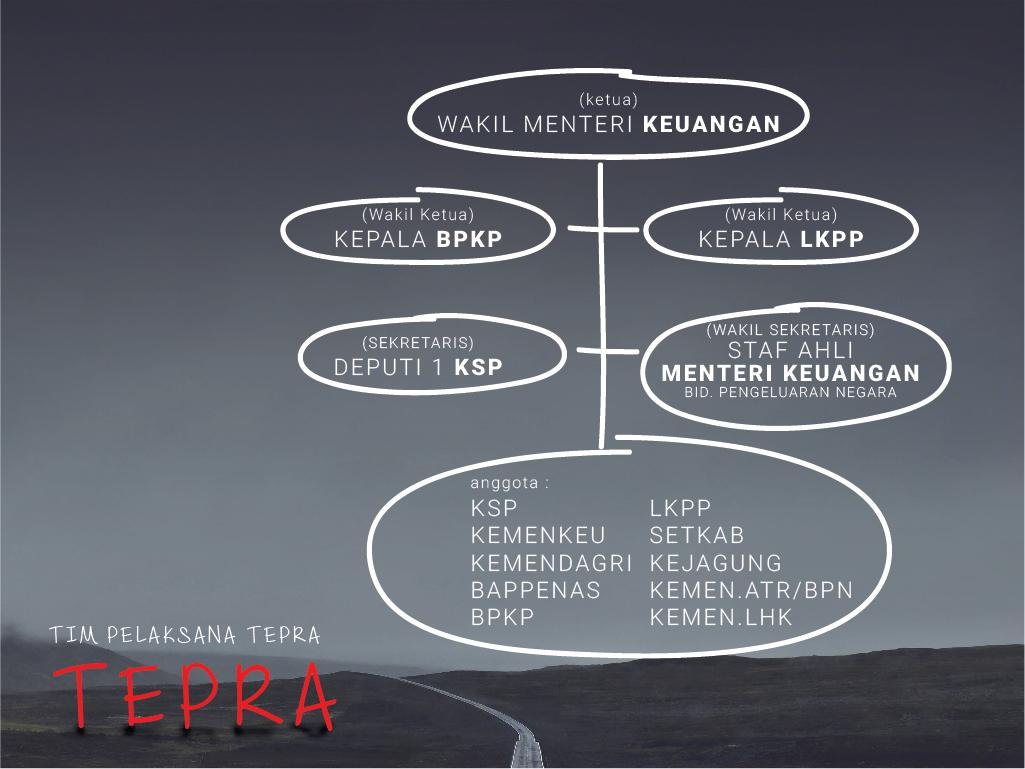 (ketua)
WAKIL MENTERI KEUANGAN
(Wakil Ketua)
KEPALA BPKP
(Wakil Ketua)
KEPALA LKPP
(SEKRETARIS)
DEPUTI 1 KSP
(WAKIL SEKRETARIS)
STAF AHLI
MENTERI KEUANGAN
BID. PENGELUARAN NEGARA
anggota :
KSP
KEMENKEU
KEMENDAGRI
BAPPENAS
BPKP
LKPP
SETKAB
KEJAGUNG
KEMEN.ATR/BPN
KEMEN.LHK
TIM PELAKSANA TEPRA
TEPRA